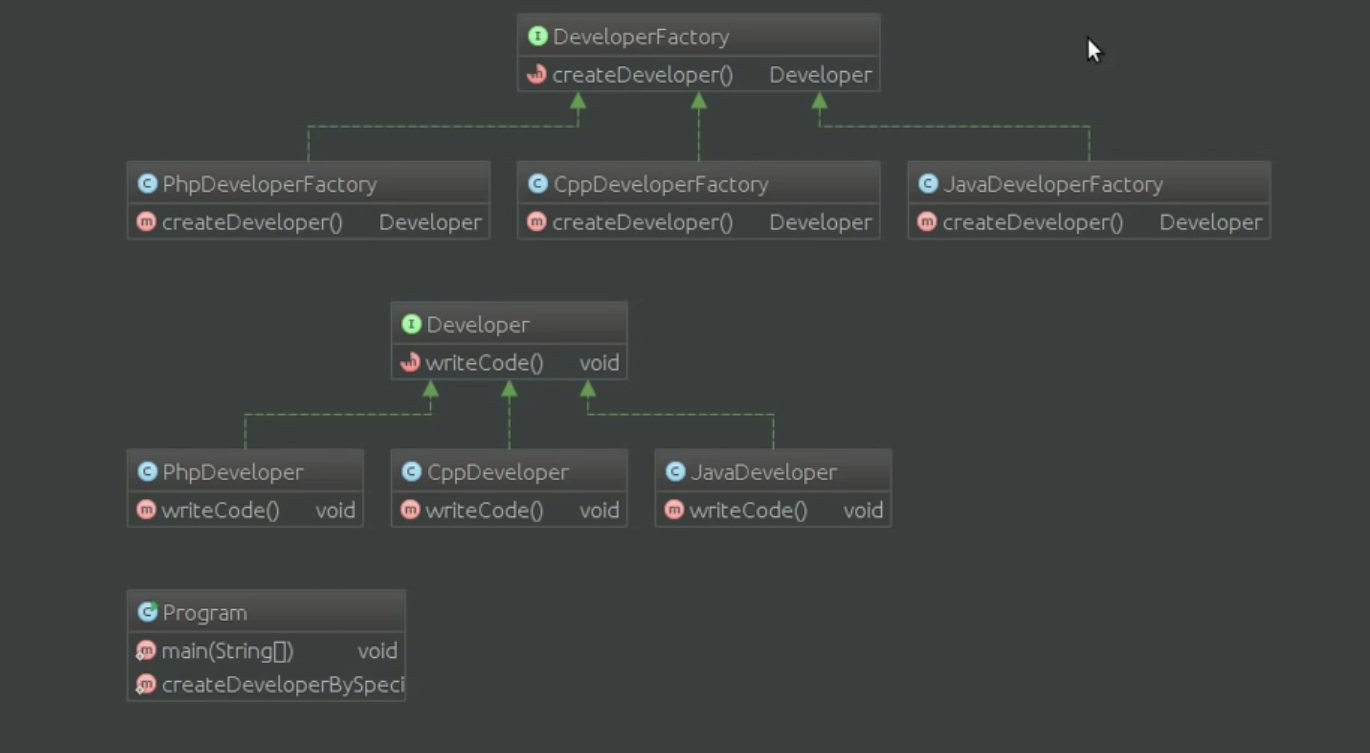 DeveloperFactory
createDeveloper() Developer
PhpDeveloperFactory
createDeveloper() Developer
CppDeveloperFactory
createDeveloper() Developer
JavaDeveloperFactory
createDeveloper() Developer
Developer
writeCode() void
PhpDeveloper
writeCode() void
CppDeveloper
writeCode() void
JavaDeveloper
writeCode() void
Program
main(String[]) void
createDeveloperBySpeci